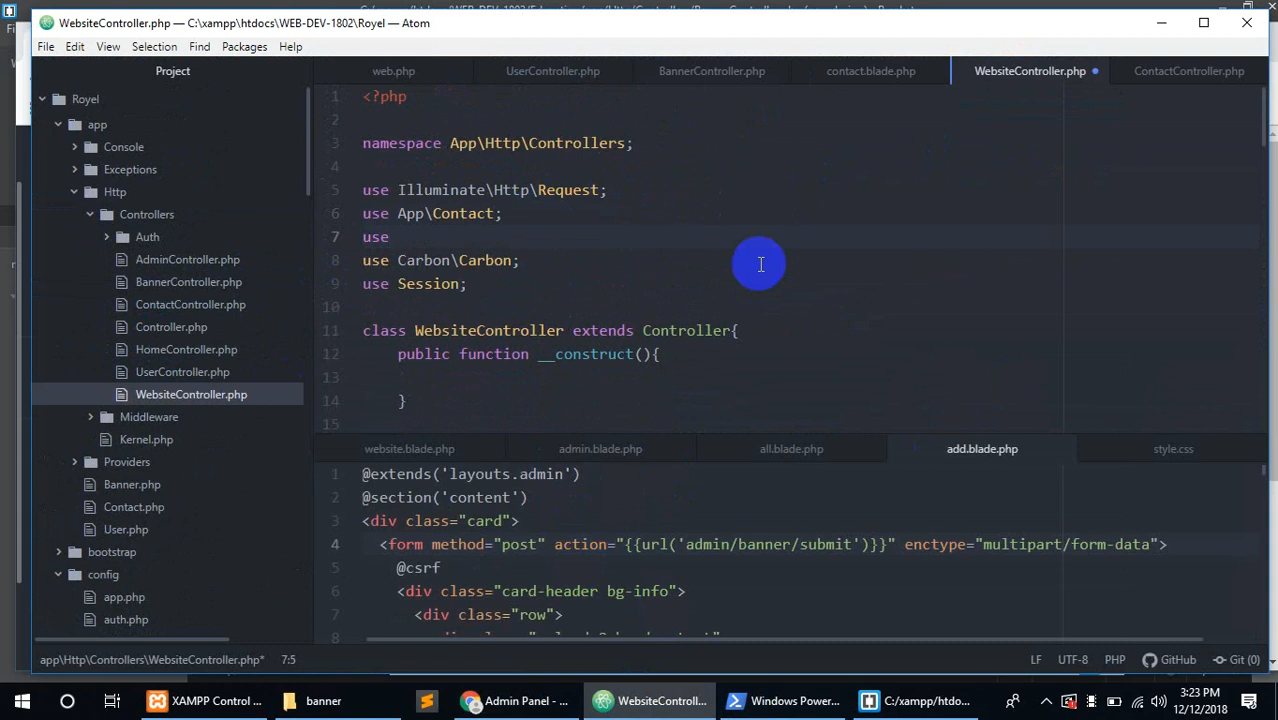 WebsiteController.php — C:\xampp\htdocs\WEB-DEV-1802\Royel — Atom
File Edit View Selection Find Packages Help
Project
web.php UserController.php BannerController.php contact.blade.php WebsiteController.php ContactController.php
Royel
app
Console
Exceptions
Http
Controllers
Auth
AdminController.php
BannerController.php
ContactController.php
Controller.php
HomeController.php
UserController.php
WebsiteController.php
Middleware
Kernel.php
Providers
Banner.php
Contact.php
User.php
bootstrap
config
app.php
auth.php
1 <?php
2
3 namespace App\Http\Controllers;
4
5 use Illuminate\Http\Request;
6 use App\Contact;
7 use
8 use Carbon\Carbon;
9 use Session;
10
11 class WebsiteController extends Controller{
12 public function __construct(){
13
14 }
15
website.blade.php admin.blade.php all.blade.php add.blade.php style.css
1 @extends('layouts.admin')
2 @section('content')
3 <div class="card">
4 <form method="post" action="{{url('admin/banner/submit')}}" enctype="multipart/form-data">
5 @csrf
6 <div class="card-header bg-info">
7 <div class="row">
8
app\Http\Controllers\WebsiteController.php* 7:5 LF UTF-8 PHP GitHub Git (0)
XAMPP Control ... banner Admin Panel - ... WebsiteControll... Windows Power... C:/xampp/htdo... 3:23 PM
12/12/2018